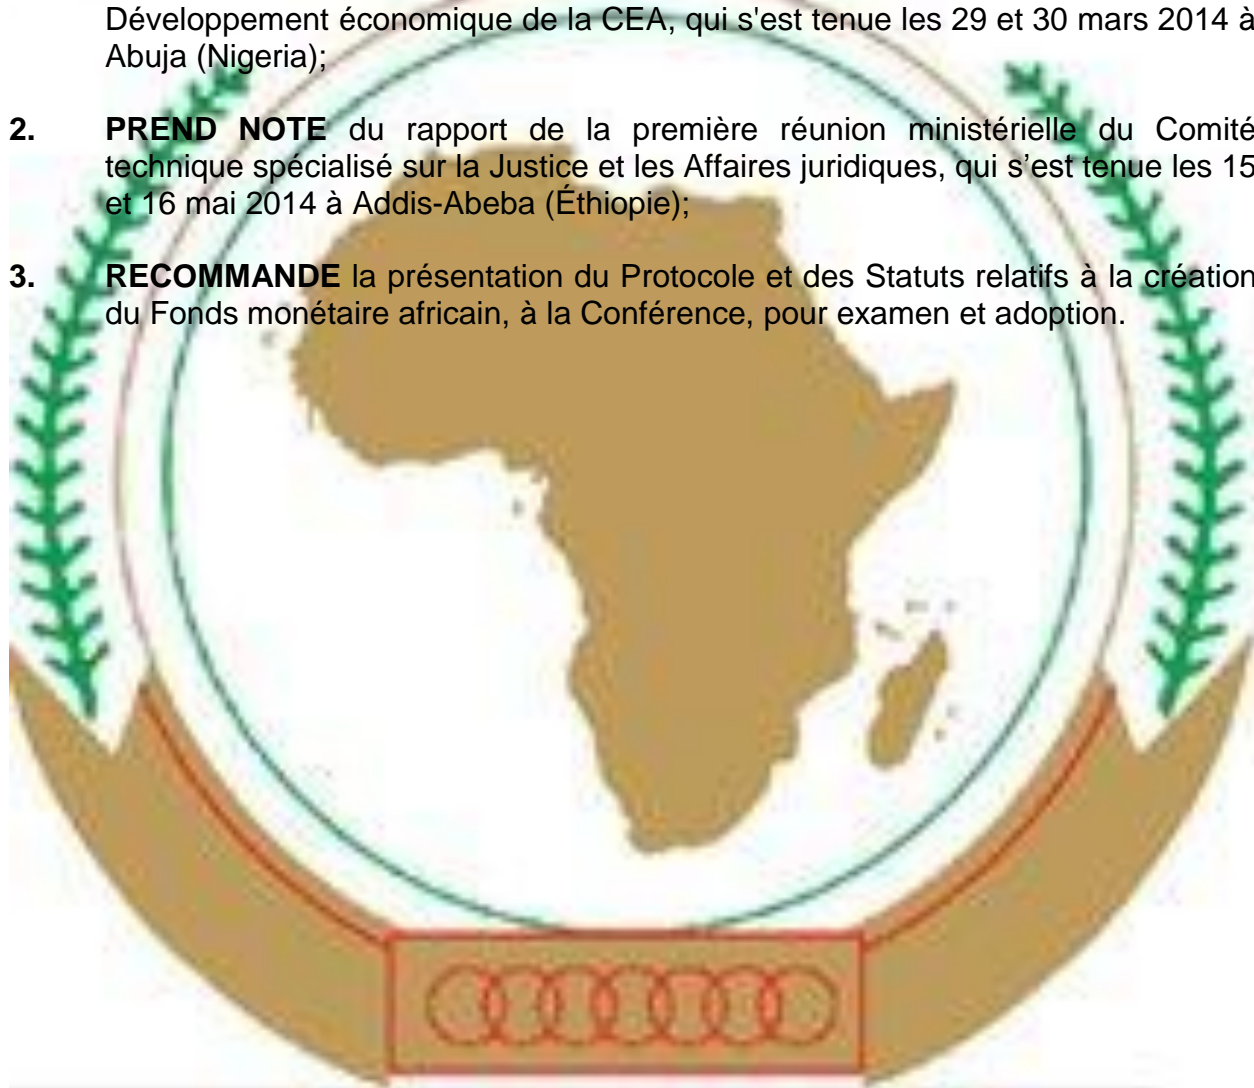 Développement économique de la CEA, qui s'est tenue les 29 et 30 mars 2014 à
Abuja (Nigeria);
2. PREND NOTE du rapport de la première réunion ministérielle du Comité
technique spécialisé sur la Justice et les Affaires juridiques, qui s’est tenue les 15
et 16 mai 2014 à Addis-Abeba (Éthiopie);
3. RECOMMANDE la présentation du Protocole et des Statuts relatifs à la création
du Fonds monétaire africain, à la Conférence, pour examen et adoption.